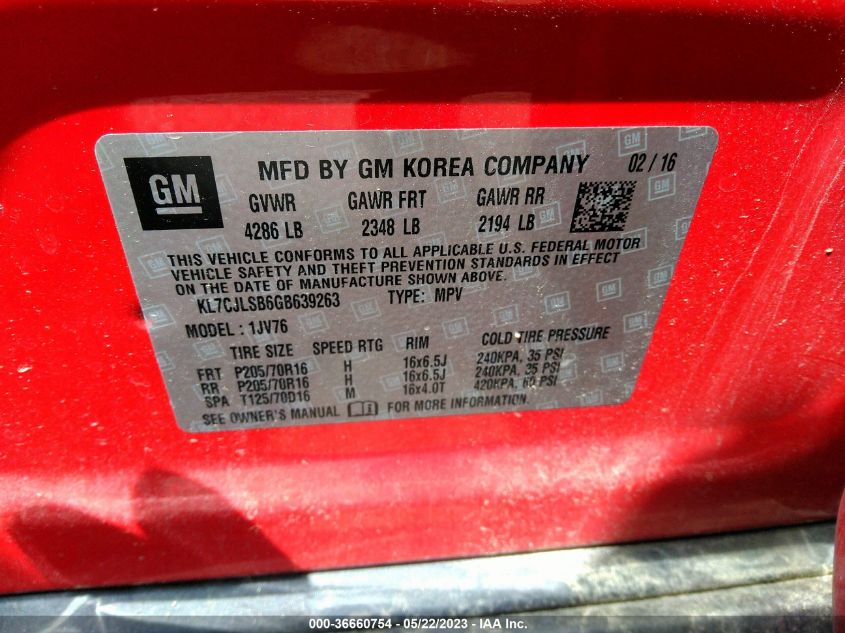 GM
MFD BY GM KOREA COMPANY 02/16
GVWR GAWR FRT GAWR RR
4286 LB 2348 LB 2194 LB
THIS VEHICLE CONFORMS TO ALL APPLICABLE U.S. FEDERAL MOTOR
VEHICLE SAFETY AND THEFT PREVENTION STANDARDS IN EFFECT
ON THE DATE OF MANUFACTURE SHOWN ABOVE.
KL7CJLSB6GB639263 TYPE: MPV
MODEL : 1JV76
TIRE SIZE SPEED RTG RIM COLD TIRE PRESSURE
FRT P205/70R16 H 16x6.5J 240KPA, 35 PSI
RR P205/70R16 H 16x6.5J 240KPA, 35 PSI
SPA T125/70D16 M 16x4.0T 420KPA, 60 PSI
SEE OWNER'S MANUAL FOR MORE INFORMATION.
000-36660754 - 05/22/2023 - IAA Inc.